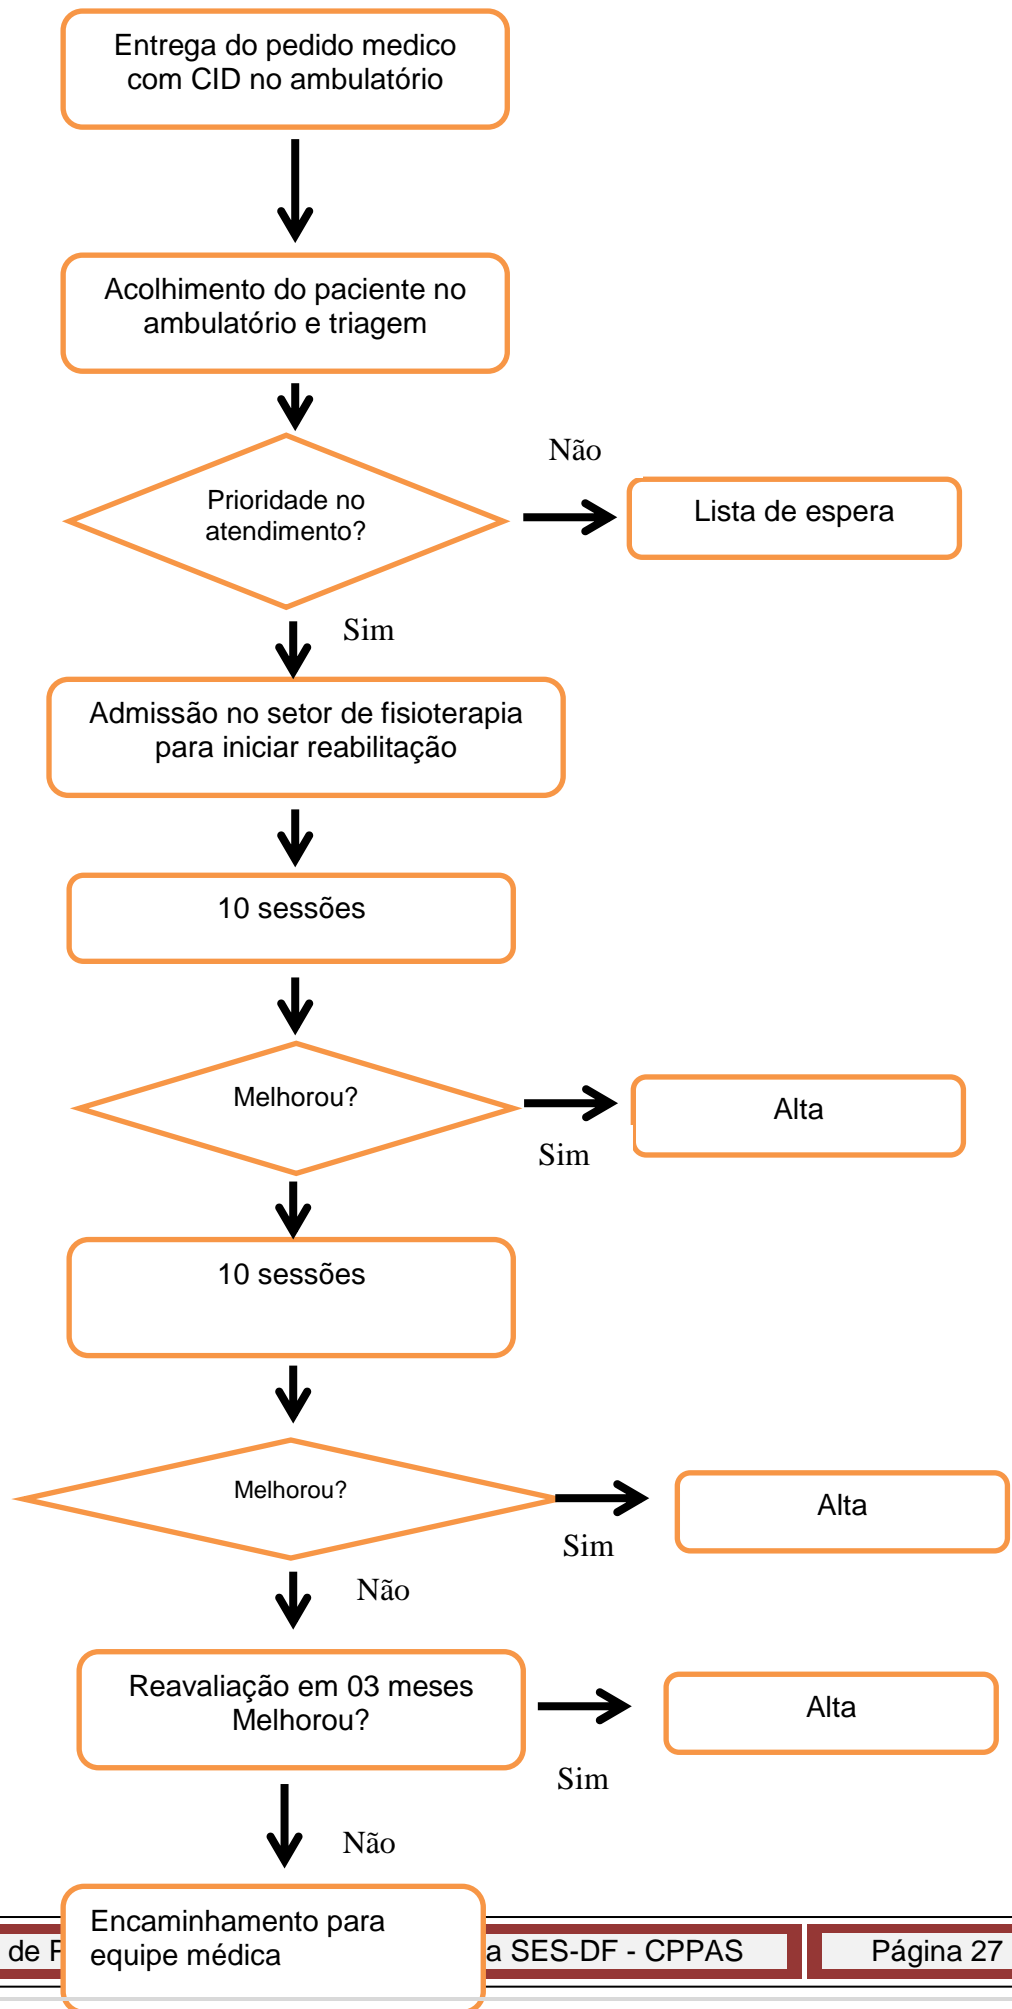 Entrega do pedido medico
com CID no ambulatório
Acolhimento do paciente no
ambulatório e triagem
Prioridade no
atendimento?
Não
Lista de espera
Sim
Admissão no setor de fisioterapia
para iniciar reabilitação
10 sessões
Melhorou?
Sim
Alta
10 sessões
Melhorou?
Sim
Alta
Não
Reavaliação em 03 meses
Melhorou?
Sim
Alta
Não
Encaminhamento para
equipe médica
de
a SES-DF - CPPAS
Página 27